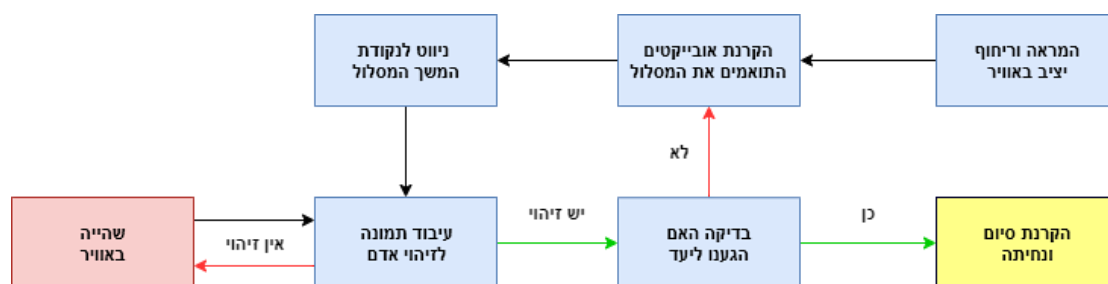 המראה וריחוף
יציב באוויר
הקרנת אובייקטים
התואמים את המסלול
ניווט לנקודת
המשך המסלול
לא
שהייה
באוויר
אין זיהוי
עיבוד תמונה
לזיהוי אדם
יש זיהוי
בדיקה האם
הגענו ליעד
כן
הקרנת סיום
ונחיתה